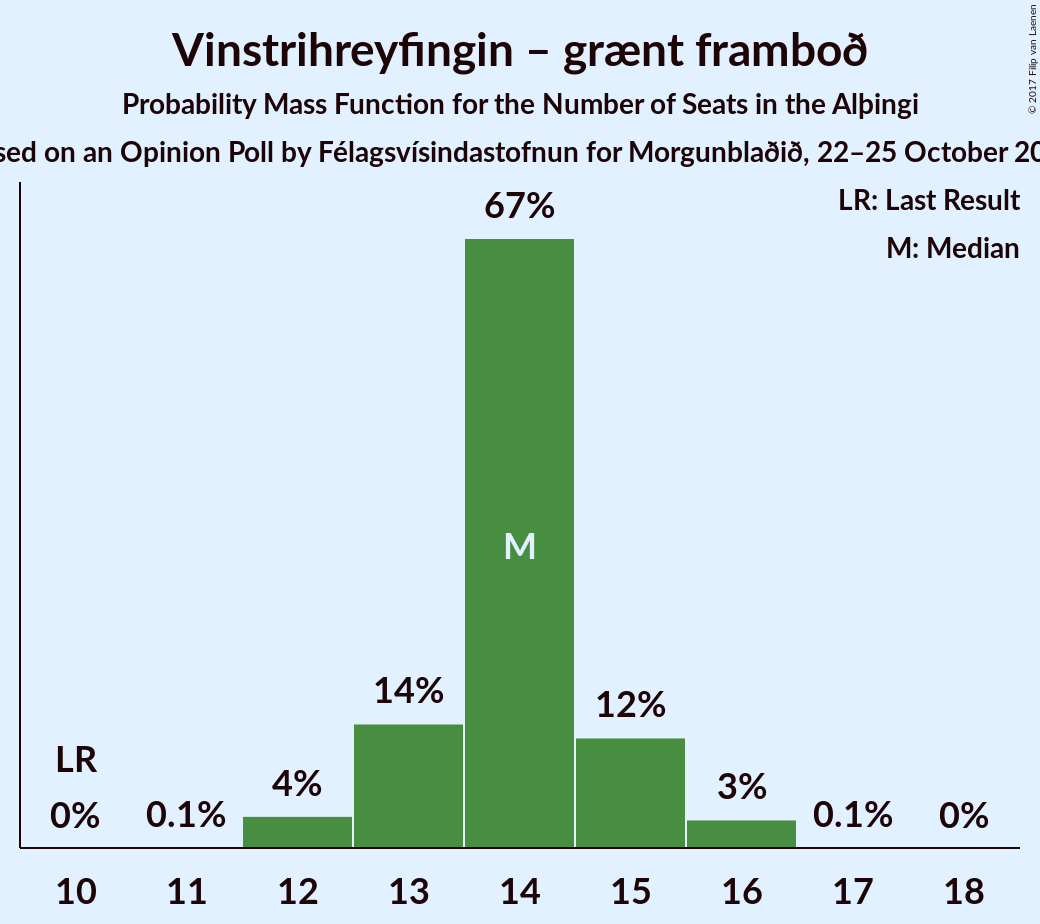 Vinstrihreyfingin – grænt framboð
Probability Mass Function for the Number of Seats in the Alþingi
sed on an Opinion Poll by Félagsvísindastofnun for Morgunblaðið, 22–25 October 20
© 2017 Filip van Laenen
LR: Last Result
M: Median
67%
M
14%
12%
LR
4%
3%
0%
0.1%
0.1%
0%
10 11 12 13 14 15 16 17 18